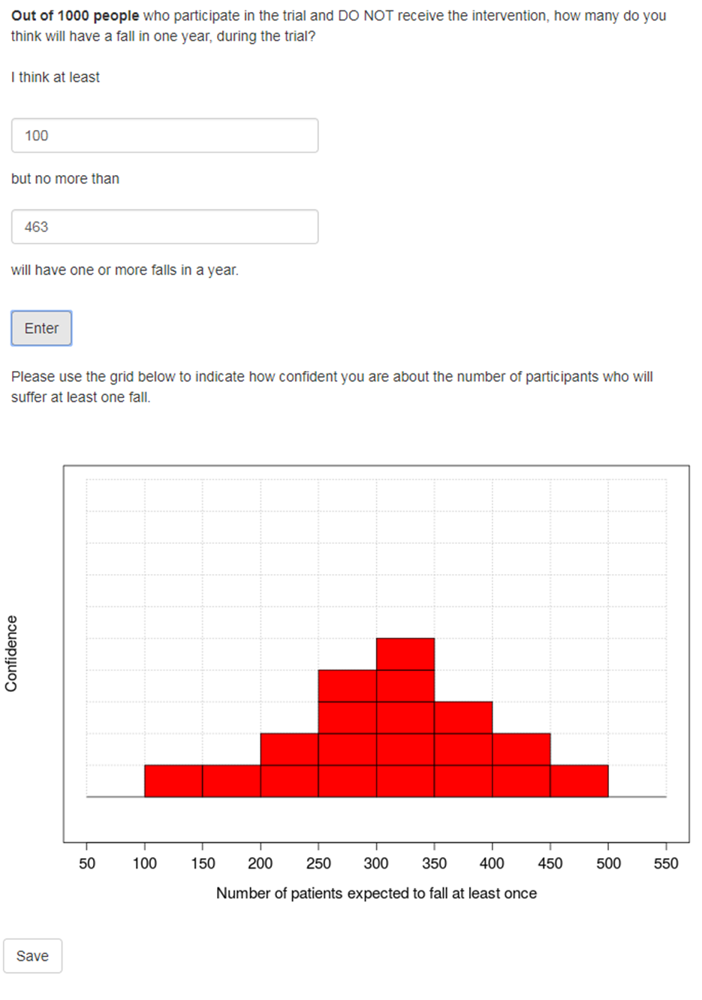 Out of 1000 people who participate in the trial and DO NOT receive the intervention, how many do you
think will have a fall in one year, during the trial?
I think at least
100
but no more than
463
will have one or more falls in a year.
Enter
Please use the grid below to indicate how confident you are about the number of participants who will
suffer at least one fall.
Confidence
50 100 150 200 250 300 350 400 450 500 550
Number of patients expected to fall at least once
Save